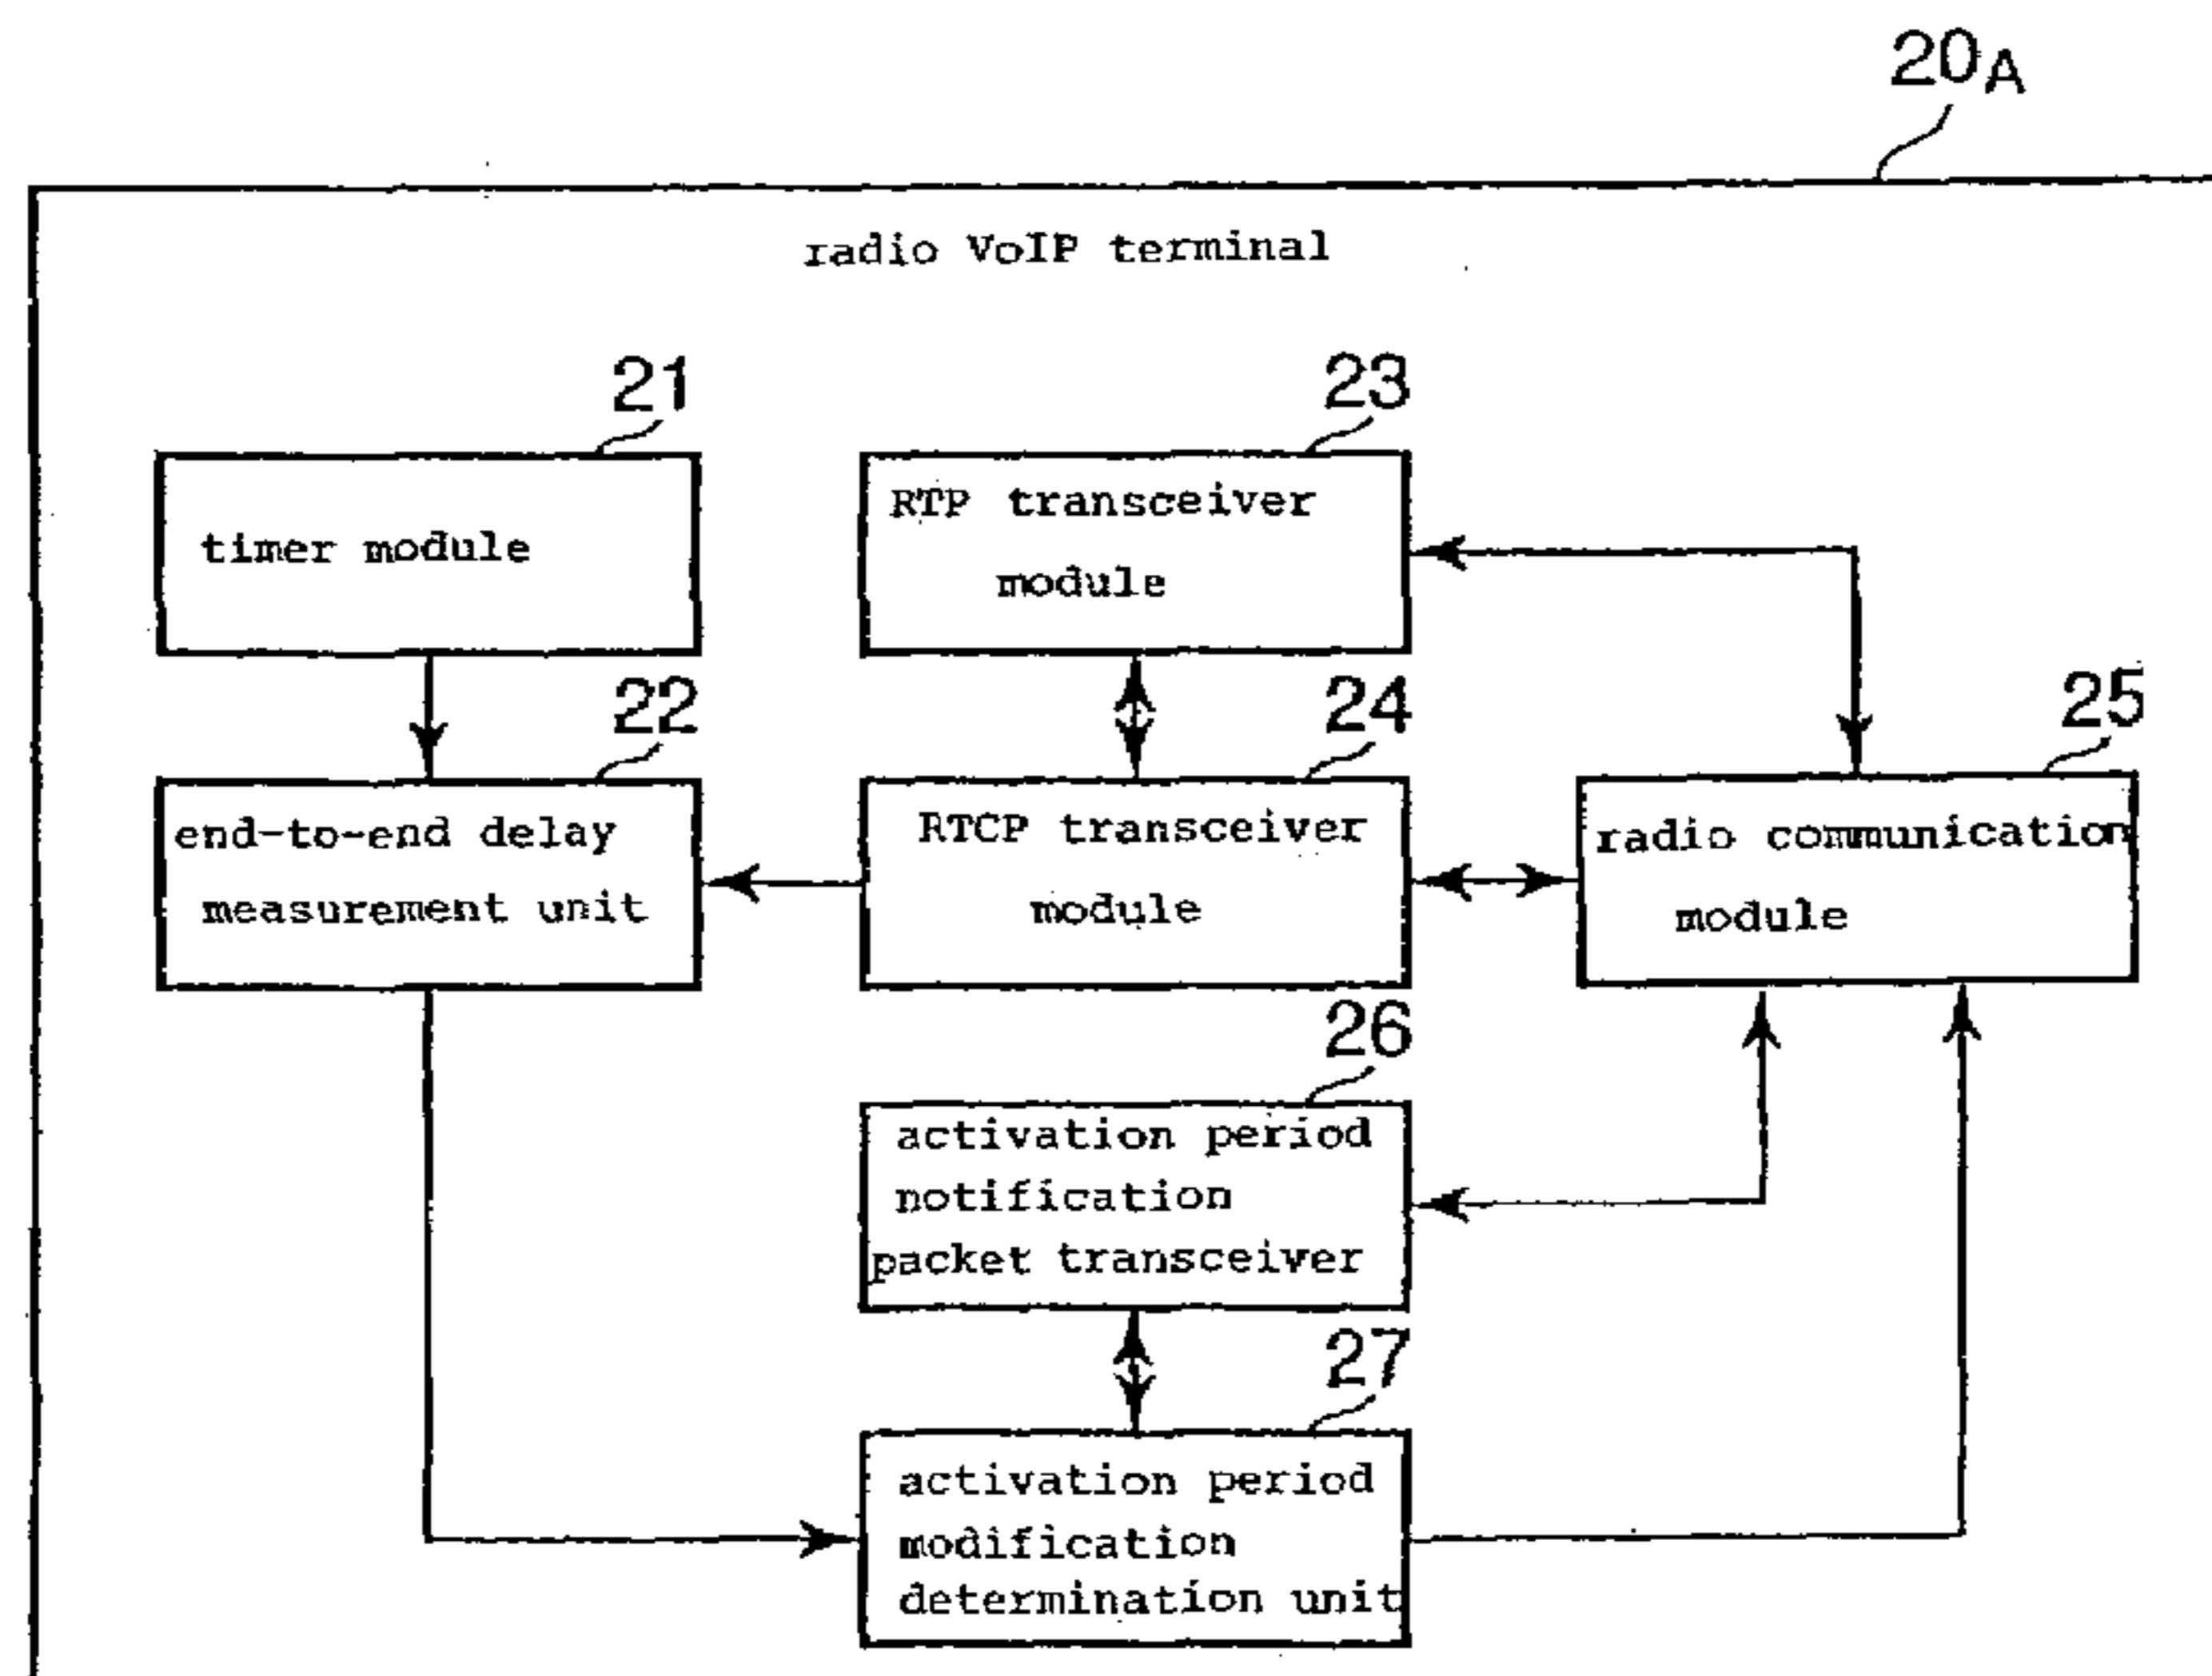 20A
radio VoIP terminal
21
timer module
23
RTP transceiver
module
22
end-to-end delay
measurement unit
24
RTCP transceiver
module
25
radio communication
module
26
activation period
notification
packet transceiver
27
activation period
modification
determination unit